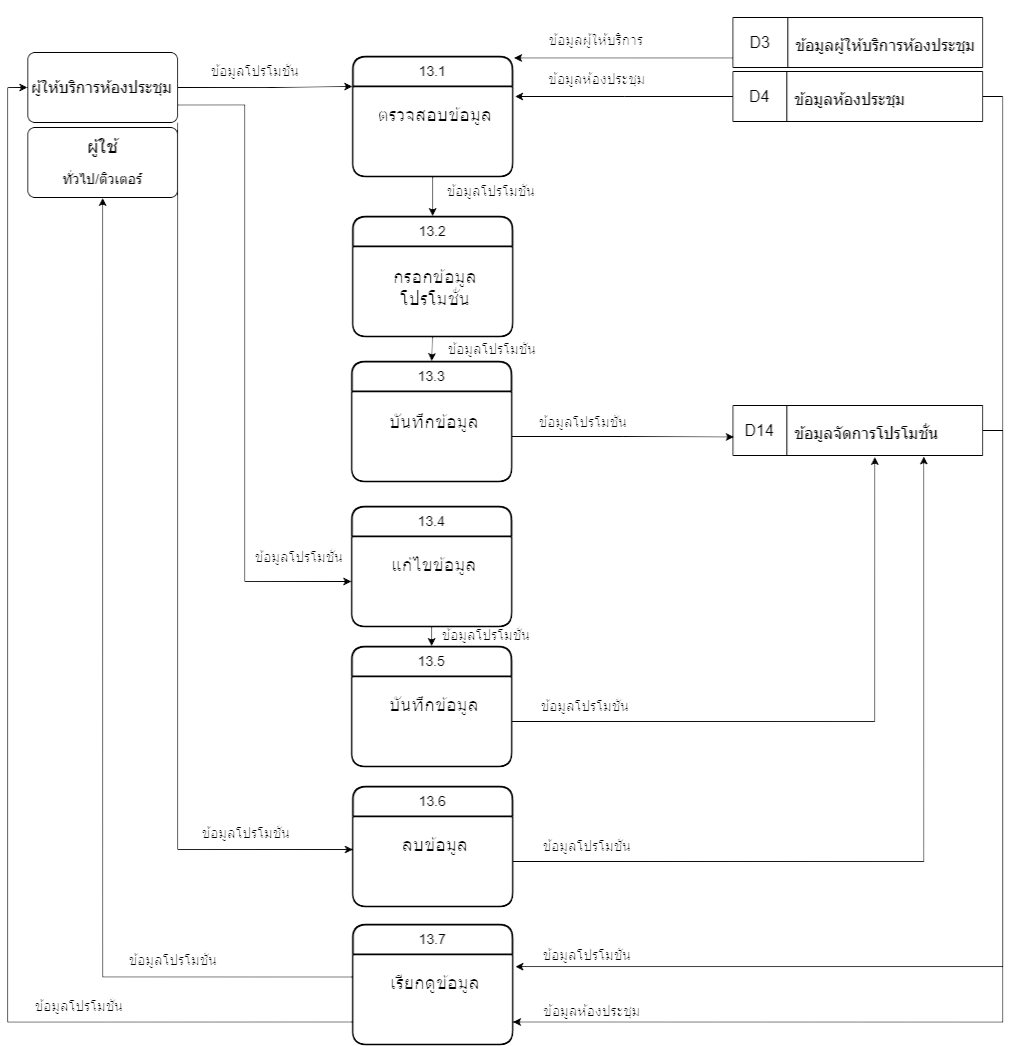 ข้อมูลผู้ให้บริการ
D3
ข้อมูลผู้ให้บริการห้องประชุม
ผู้ให้บริการห้องประชุม
ข้อมูลโปรโมชัน
13.1
ตรวจสอบข้อมูล
ข้อมูลห้องประชุม
D4
ข้อมูลห้องประชุม
ผู้ใช้
ทั่วไป/ติวเตอร์
ข้อมูลโปรโมชัน
13.2
กรอกข้อมูล
โปรโมชั่น
ข้อมูลโปรโมชัน
13.3
บันทึกข้อมูล
ข้อมูลโปรโมชัน
D14
ข้อมูลจัดการโปรโมชั่น
13.4
แก้ไขข้อมูล
ข้อมูลโปรโมชัน
ข้อมูลโปรโมชัน
13.5
บันทึกข้อมูล
ข้อมูลโปรโมชัน
13.6
ลบข้อมูล
ข้อมูลโปรโมชัน
ข้อมูลโปรโมชัน
13.7
เรียกดูข้อมูล
ข้อมูลโปรโมชัน
ข้อมูลโปรโมชัน
ข้อมูลโปรโมชัน
ข้อมูลห้องประชุม